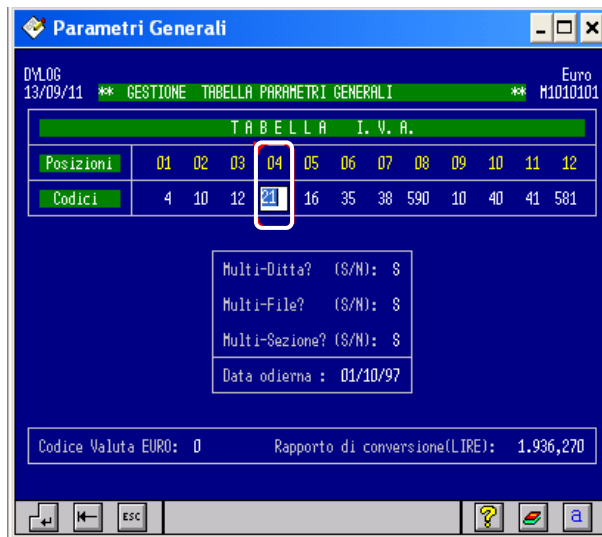 Parametri Generali
DYLOG Euro
13/09/11 ** GESTIONE TABELLA PARAMETRI GENERALI ** M1010101
TABELLA I.V.A.
Posizioni 01 02 03 04 05 06 07 08 09 10 11 12
Codici 4 10 12 21 16 35 38 590 10 40 41 581
Multi-Ditta? (S/N): S
Multi-File? (S/N): S
Multi-Sezione? (S/N): S
Data odierna : 01/10/97
Codice Valuta EURO: 0 Rapporto di conversione(LIRE): 1.936,270
ESC ? a